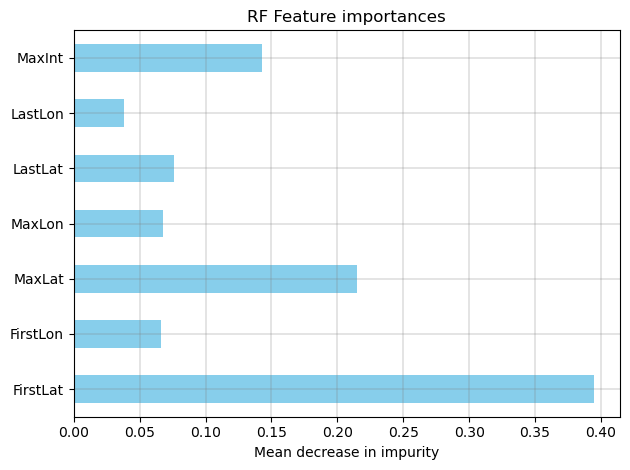 RF Feature importances
MaxInt
LastLon
LastLat
MaxLon
MaxLat
FirstLon
FirstLat
0.00 0.05 0.10 0.15 0.20 0.25 0.30 0.35 0.40
Mean decrease in impurity